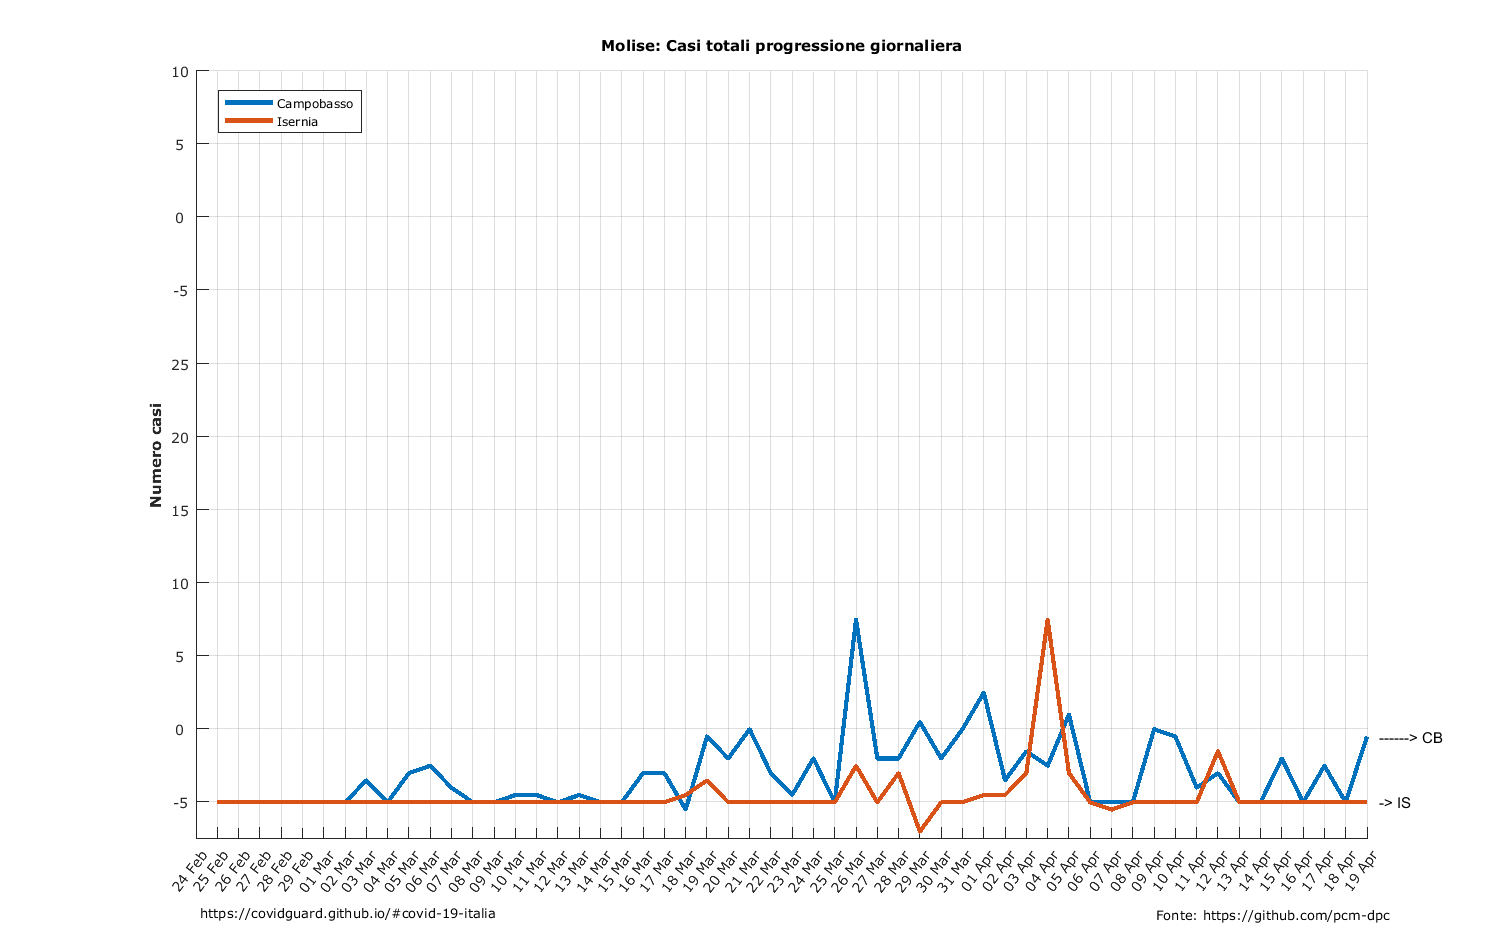 Molise: Casi totali progressione giornaliera
10
5
0
-5
25
20
15
10
5
0
-5
Numero casi
Campobasso
Isernia
------> CB
-> IS
24 Feb
25 Feb
26 Feb
27 Feb
28 Feb
29 Feb
01 Mar
02 Mar
03 Mar
04 Mar
05 Mar
06 Mar
07 Mar
08 Mar
09 Mar
10 Mar
11 Mar
12 Mar
13 Mar
14 Mar
15 Mar
16 Mar
17 Mar
18 Mar
19 Mar
20 Mar
21 Mar
22 Mar
23 Mar
24 Mar
25 Mar
26 Mar
27 Mar
28 Mar
29 Mar
30 Mar
31 Mar
01 Apr
02 Apr
03 Apr
04 Apr
05 Apr
06 Apr
07 Apr
08 Apr
09 Apr
10 Apr
11 Apr
12 Apr
13 Apr
14 Apr
15 Apr
16 Apr
17 Apr
18 Apr
19 Apr
https://covidguard.github.io/#covid-19-italia
Fonte: https://github.com/pcm-dpc